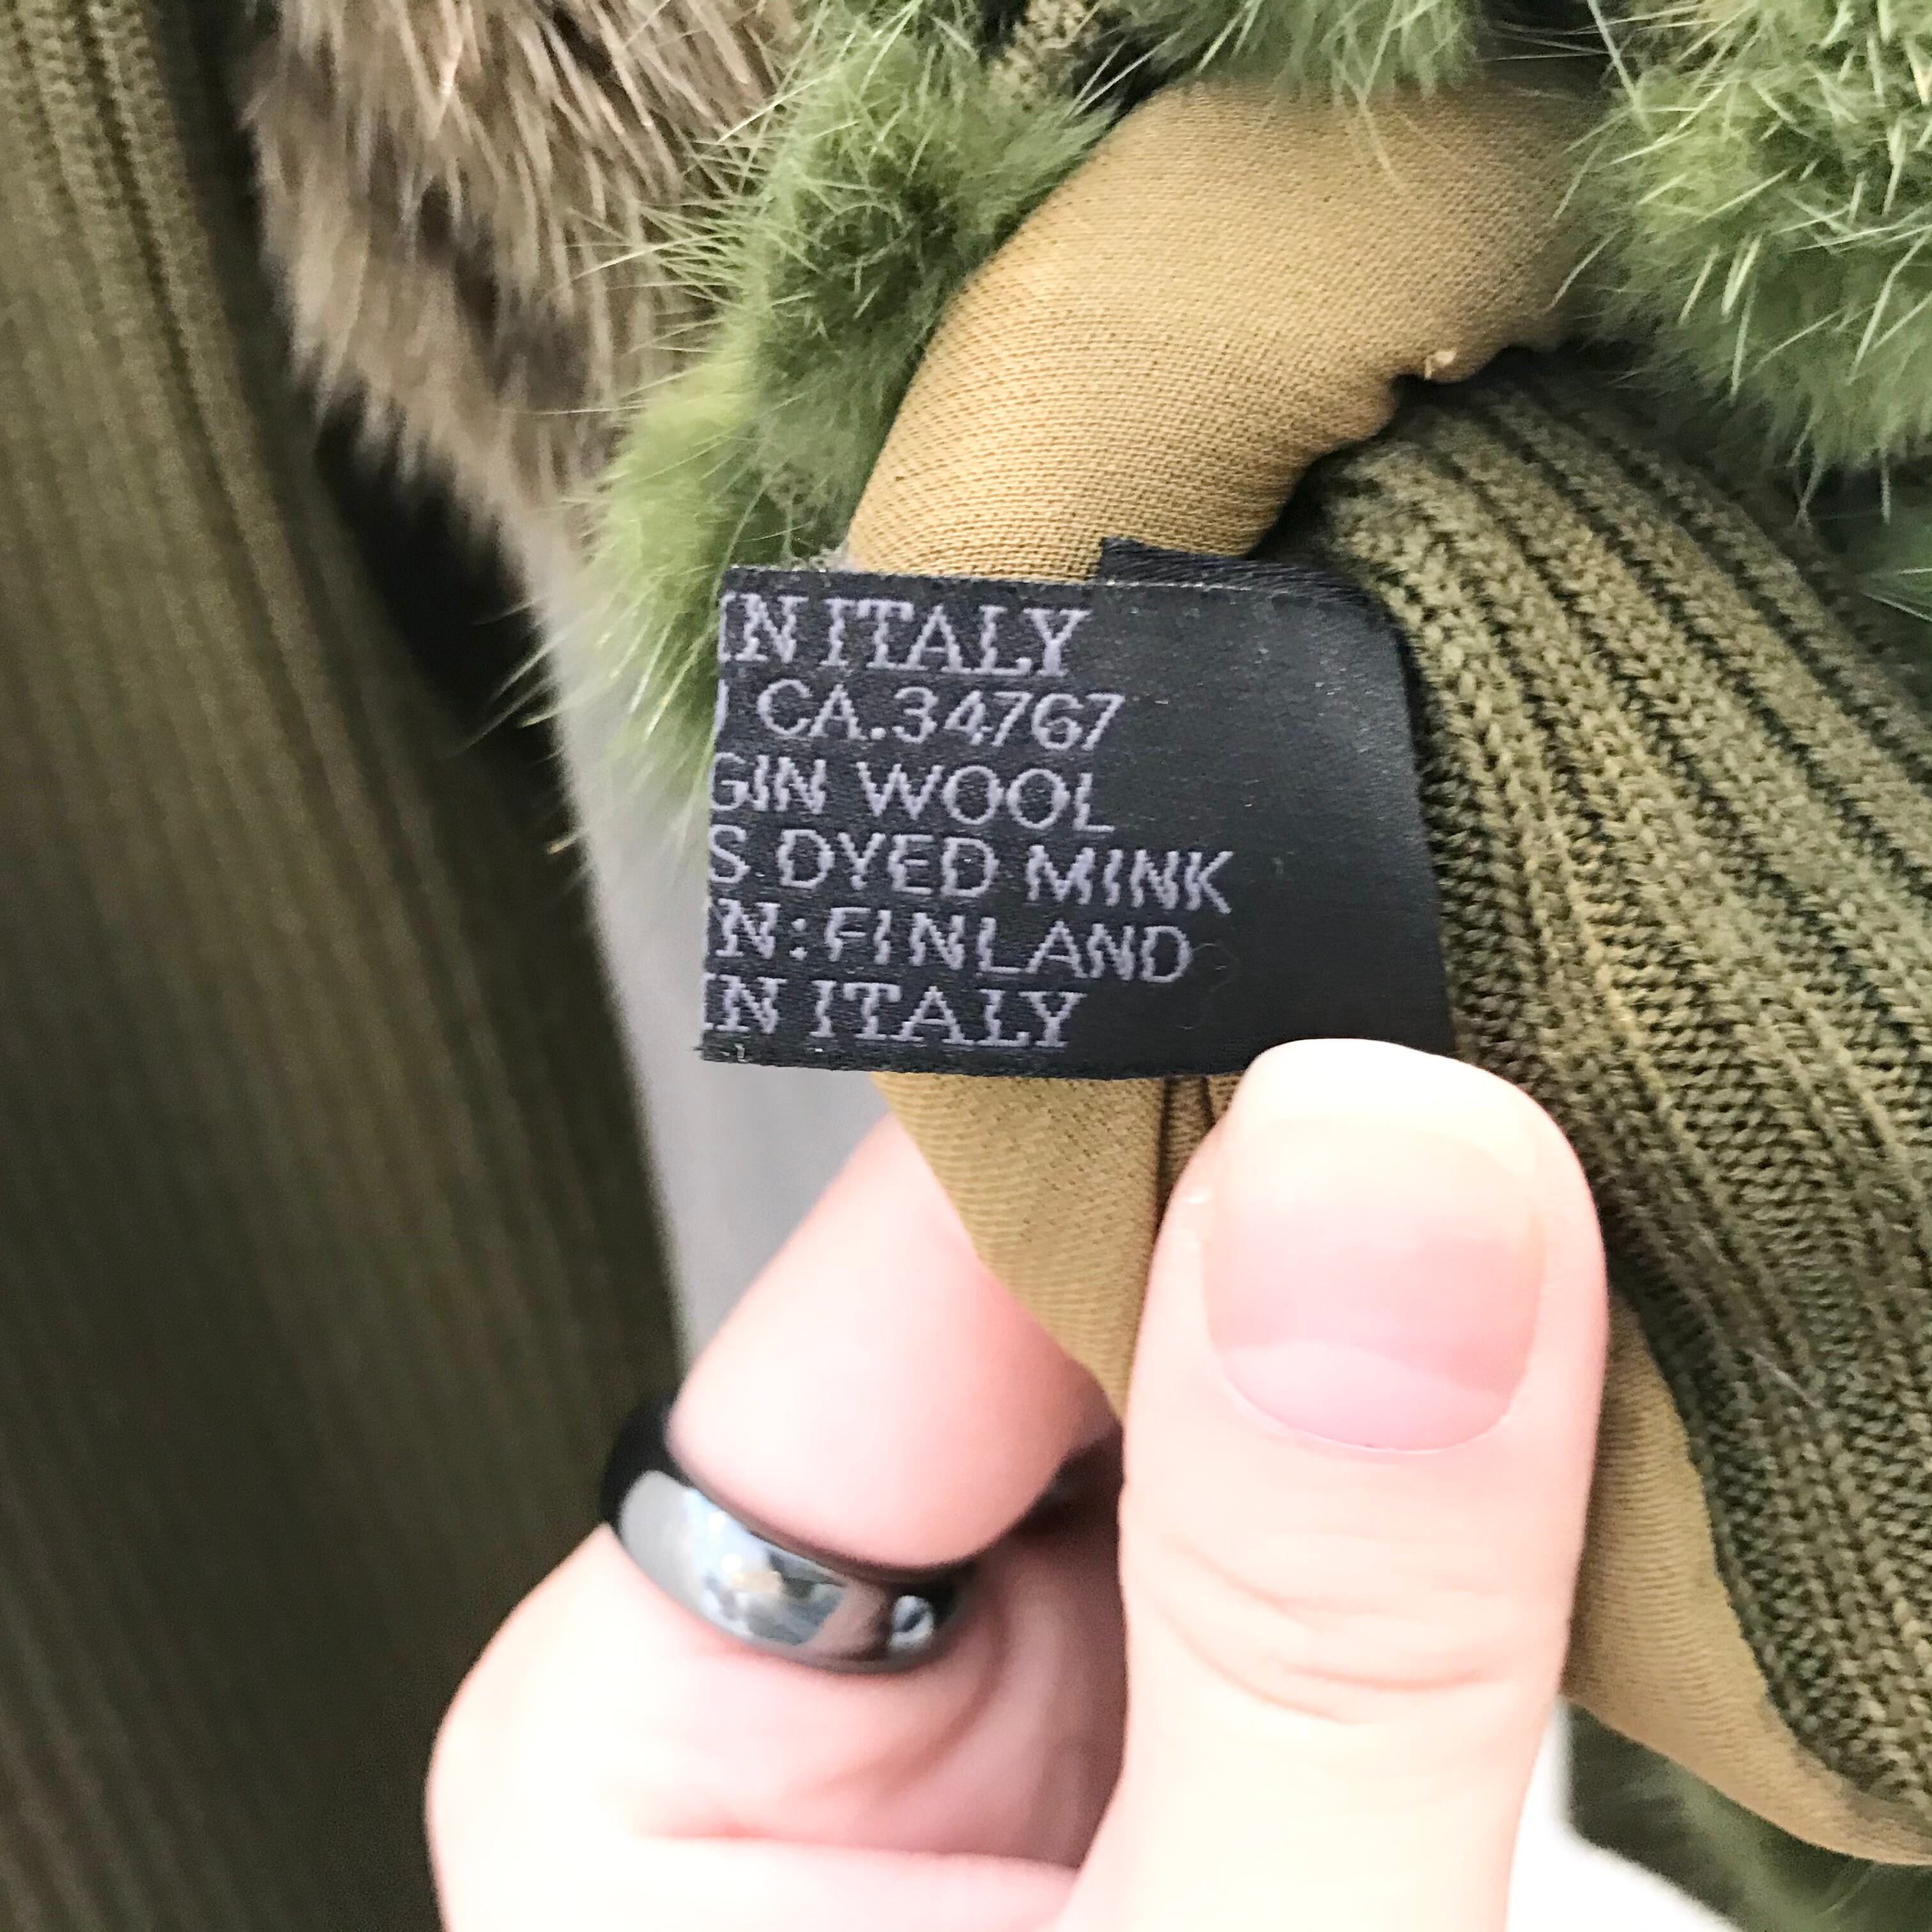 IN ITALY
CA.34767
GIN WOOL
S DYED MINK
N:FINLAND
IN ITALY